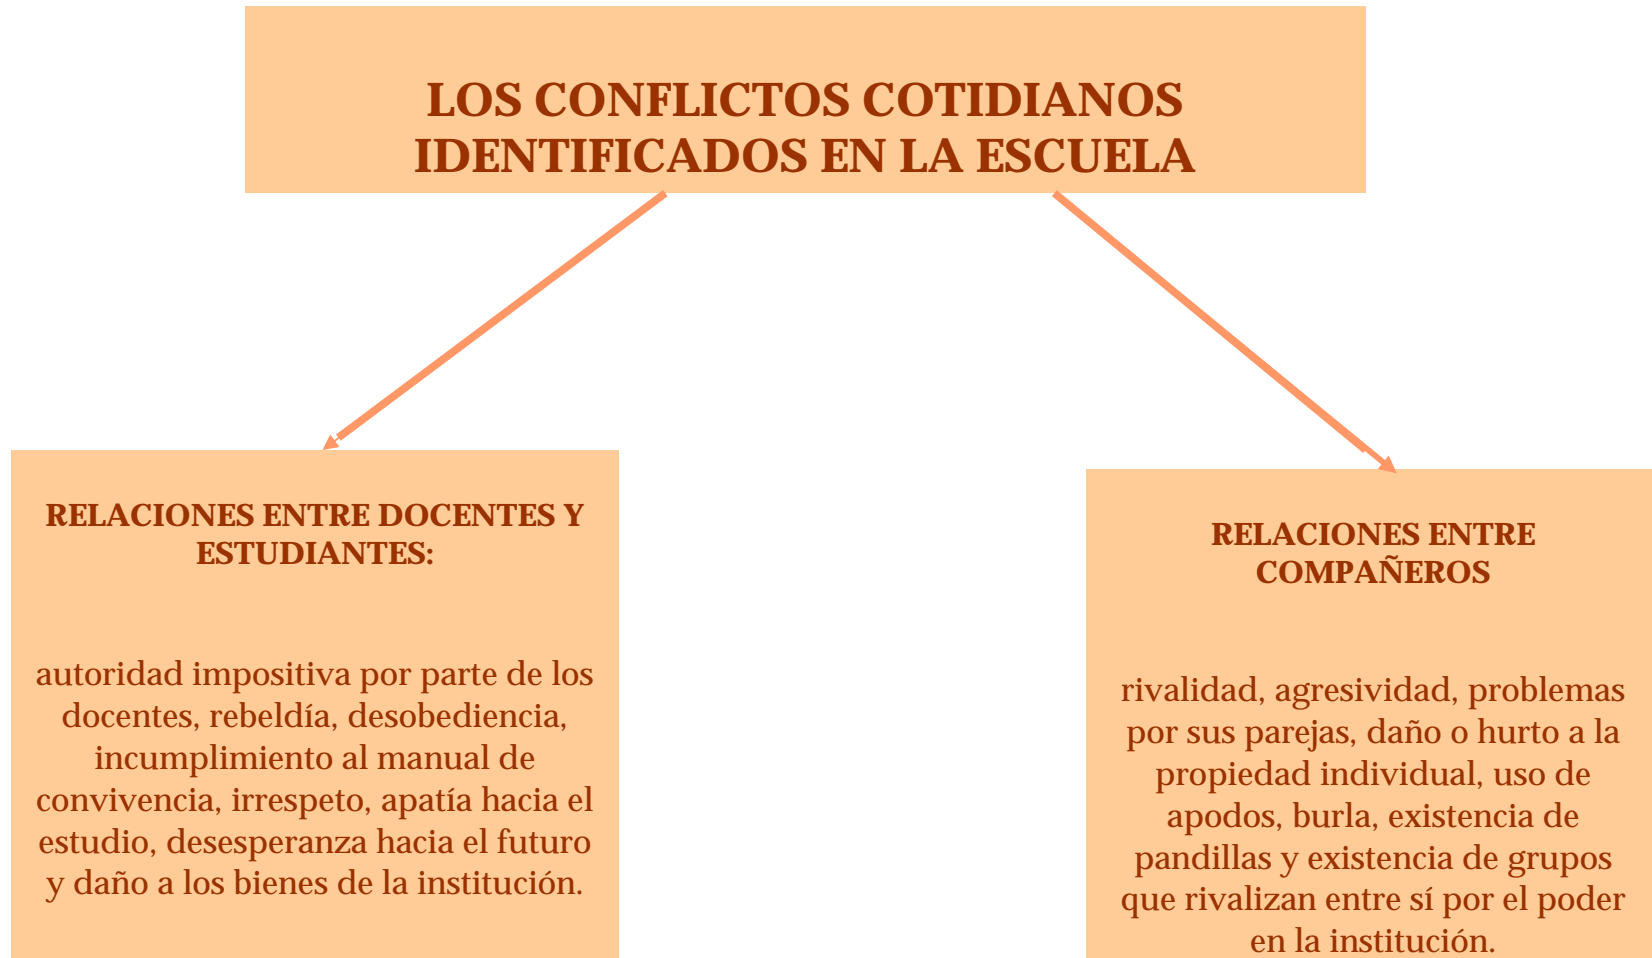 LOS CONFLICTOS COTIDIANOS
IDENTIFICADOS EN LA ESCUELA
RELACIONES ENTRE DOCENTES Y
ESTUDIANTES:
autoridad impositiva por parte de los
docentes, rebeldía, desobediencia,
incumplimiento al manual de
convivencia, irrespeto, apatía hacia el
estudio, desesperanza hacia el futuro
y daño a los bienes de la institución.
RELACIONES ENTRE
COMPAÑEROS
rivalidad, agresividad, problemas
por sus parejas, daño o hurto a la
propiedad individual, uso de
apodos, burla, existencia de
pandillas y existencia de grupos
que rivalizan entre sí por el poder
en la institución.